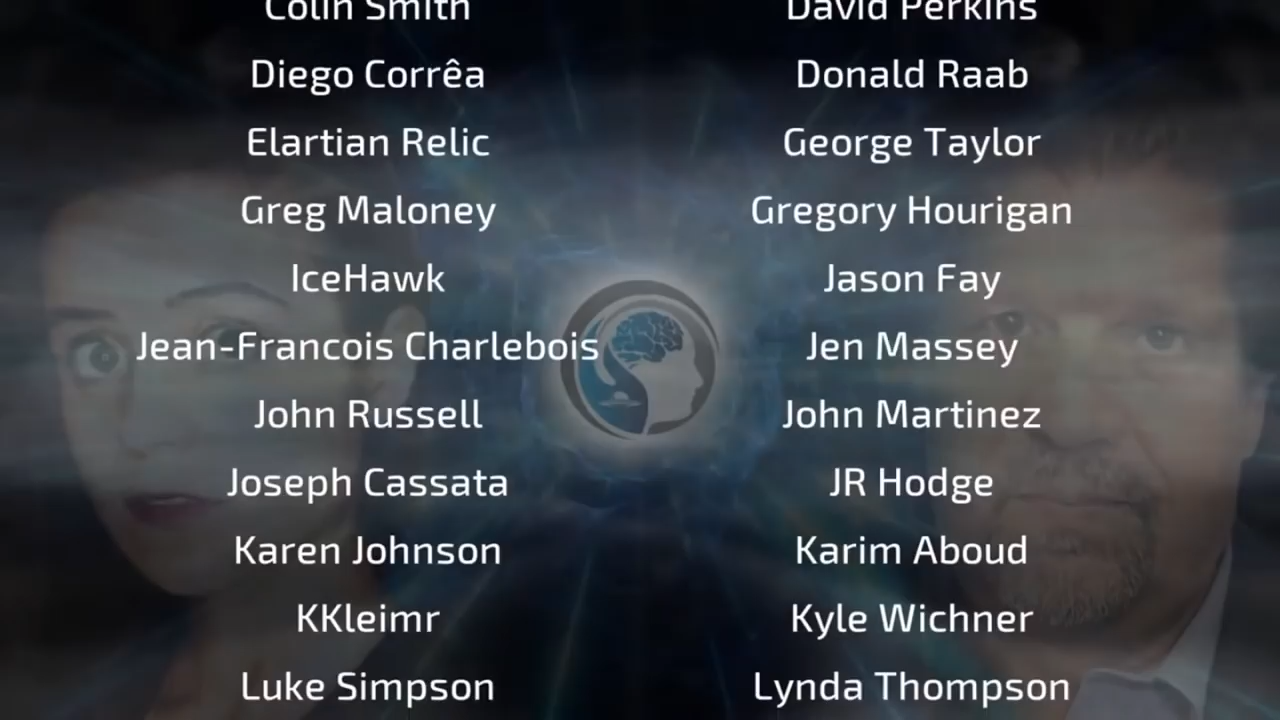 Colin Smith
David Perkins
Diego Corrêa
Donald Raab
Elartian Relic
George Taylor
Greg Maloney
Gregory Hourigan
IceHawk
Jason Fay
Jean-Francois Charlebois
Jen Massey
John Russell
John Martinez
Joseph Cassata
JR Hodge
Karen Johnson
Karim Aboud
KKleimr
Kyle Wichner
Luke Simpson
Lynda Thompson